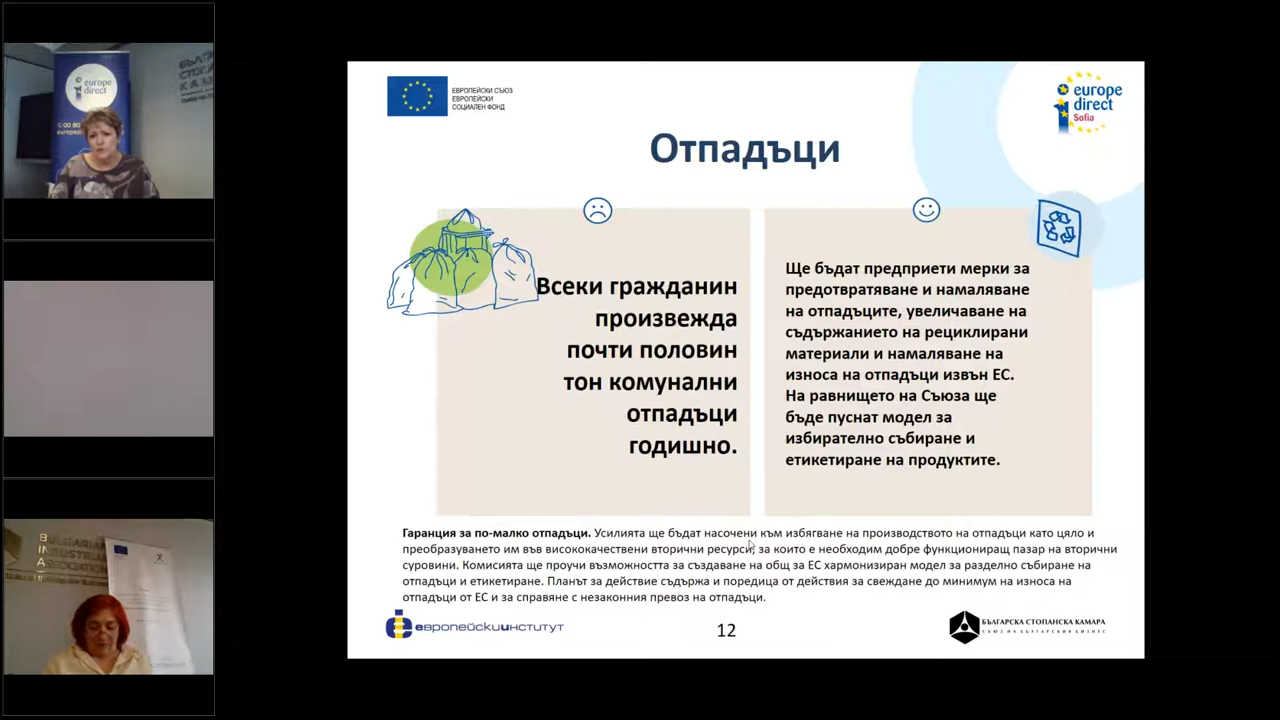 europe
direct
ЕВРОПЕЙСКИ СЪЮЗ
ЕВРОПЕЙСКИ
СОЦИАЛЕН ФОНД
europe
direct
Sofia
Отпадъци
Всеки гражданин
произвежда
почти половин
тон комунални
отпадъци
годишно.
Ще бъдат предприети мерки за
предотвратяване и намаляване
на отпадъците, увеличаване на
съдържанието на рециклирани
материали и намаляване на
износа на отпадъци извън ЕС.
На равнището на Съюза ще
бъде пуснат модел за
избирателно събиране и
етикетиране на продуктите.
Гаранция за по-малко отпадъци. Усилията ще бъдат насочени към избягване на производството на отпадъци като цяло и
преобразуването им във висококачествени вторични ресурси, за които е необходим добре функциониращ пазар на вторични
суровини. Комисията ще проучи възможността за създаване на общ за ЕС хармонизиран модел за разделно събиране на
отпадъци и етикетиране. Планът за действие съдържа и поредица от действия за свеждане до минимум на износа на
отпадъци от ЕС и за справяне с незаконния превоз на отпадъци.
европейскиинститут
12
БЪЛГАРСКА СТОПАНСКА КАМАРА
СЪЮЗ НА БЪЛГАРСКИЯ БИЗНЕС